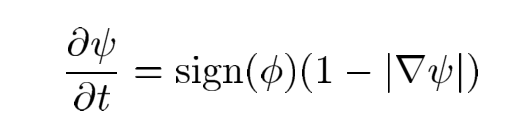 ∂ψ/∂t = sign(ϕ)(1 − |∇ψ|)